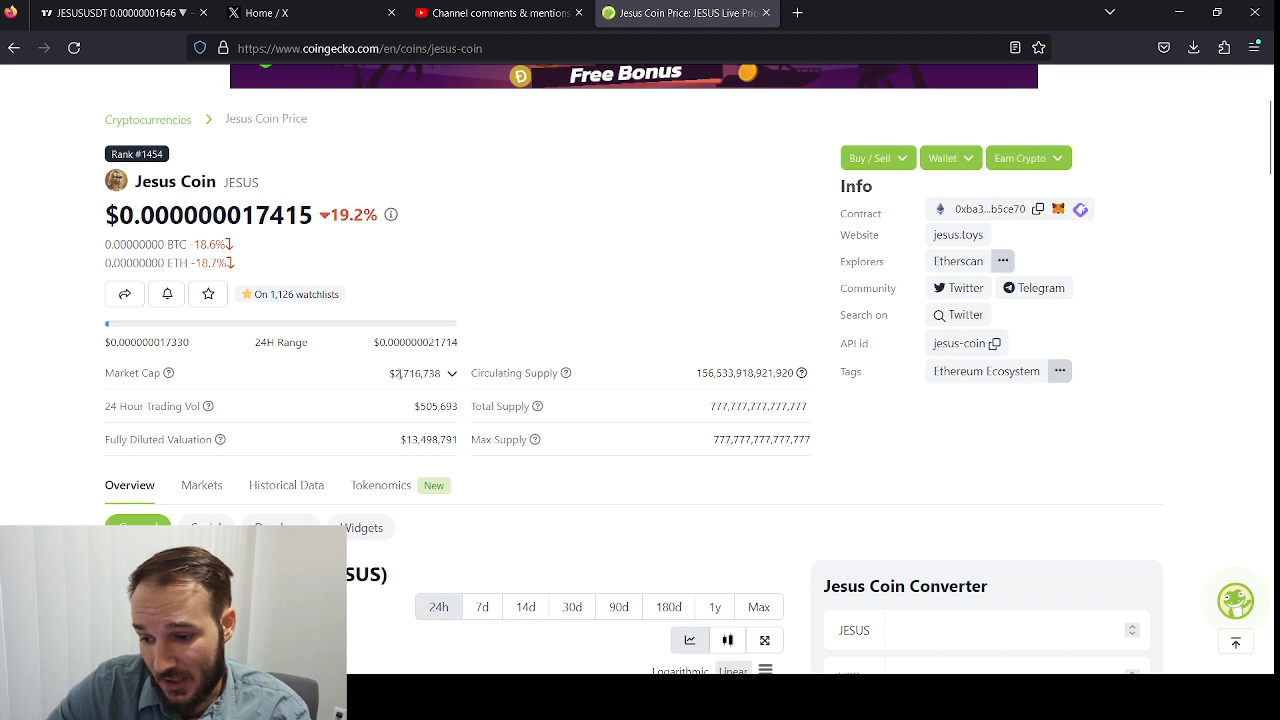 JESUSUSDT 0.00000001646 ▼ −
Home / X
Channel comments & mentions
Jesus Coin Price: JESUS Live Pric
https://www.coingecko.com/en/coins/jesus-coin
Free Bonus
Cryptocurrencies > Jesus Coin Price
Rank #1454
Jesus Coin JESUS
$0.000000017415 ▼19.2%
0.00000000 BTC -18.6%
0.00000000 ETH -18.7%
On 1,126 watchlists
$0.000000017330 24H Range $0.000000021714
Market Cap $2,716,738
24 Hour Trading Vol $505,693
Fully Diluted Valuation $13,498,791
Circulating Supply 156,533,918,921,920
Total Supply 777,777,777,777,777
Max Supply 777,777,777,777,777
Buy / Sell Wallet Earn Crypto
Info
Contract 0xba3...b5ce70
Website jesus.toys
Explorers Etherscan
Community Twitter Telegram
Search on Twitter
API id jesus-coin
Tags Ethereum Ecosystem
Overview Markets Historical Data Tokenomics New
Widgets
SUS)
24h 7d 14d 30d 90d 180d 1y Max
Logarithmic Linear
Jesus Coin Converter
JESUS